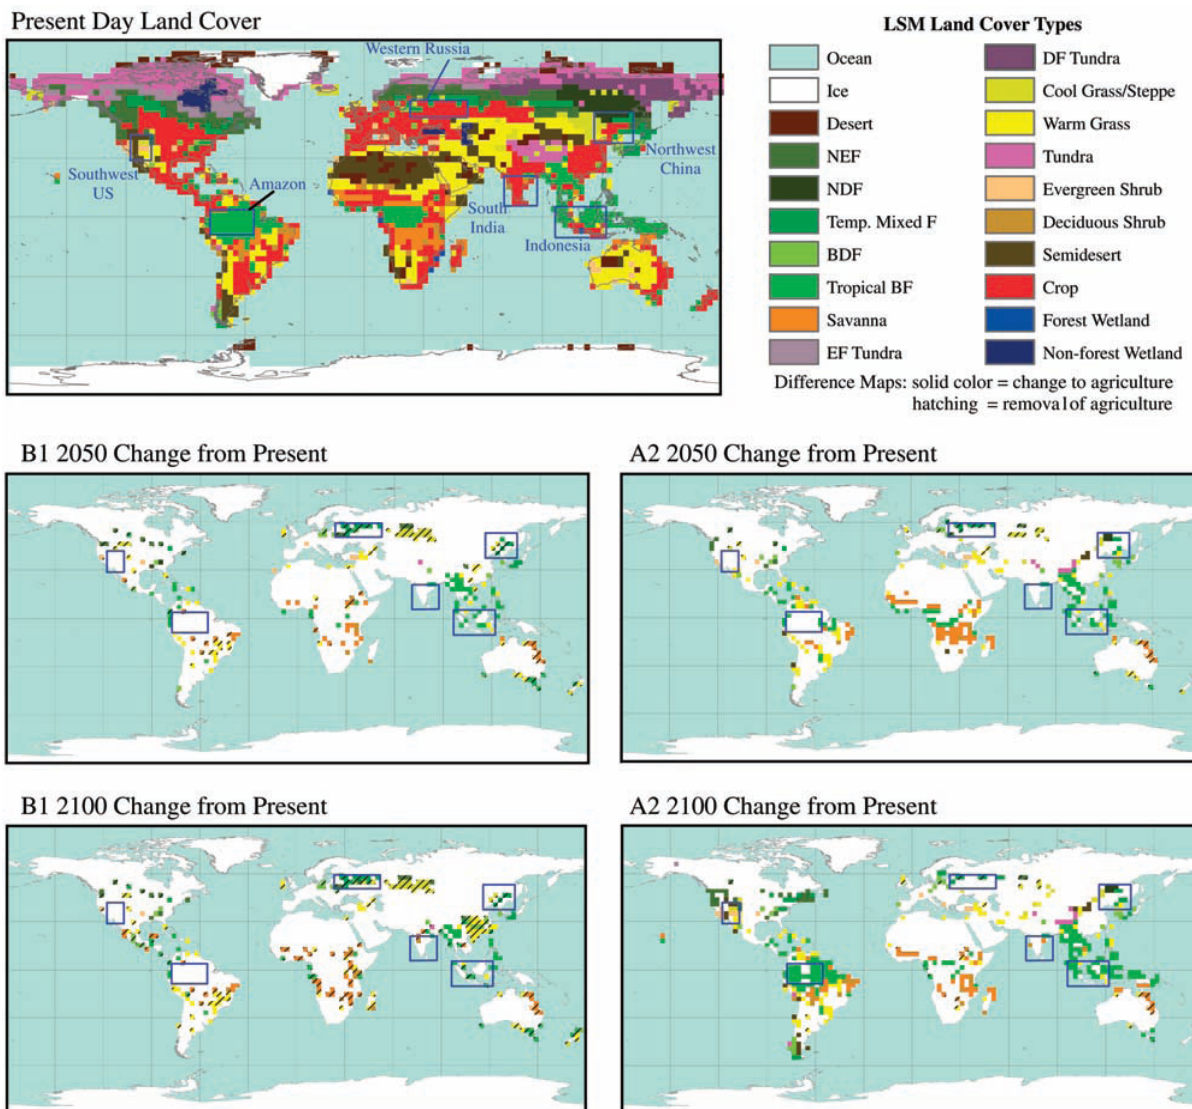 Present Day Land Cover
Western Russia
Southwest
US
Amazon
South
India
Indonesia
Northwest
China
LSM Land Cover Types
Ocean
Ice
Desert
NEF
NDF
Temp. Mixed F
BDF
Tropical BF
Savanna
EF Tundra
DF Tundra
Cool Grass/Steppe
Warm Grass
Tundra
Evergreen Shrub
Deciduous Shrub
Semidesert
Crop
Forest Wetland
Non-forest Wetland
Difference Maps: solid color = change to agriculture
hatching = removal of agriculture
B1 2050 Change from Present
A2 2050 Change from Present
B1 2100 Change from Present
A2 2100 Change from Present